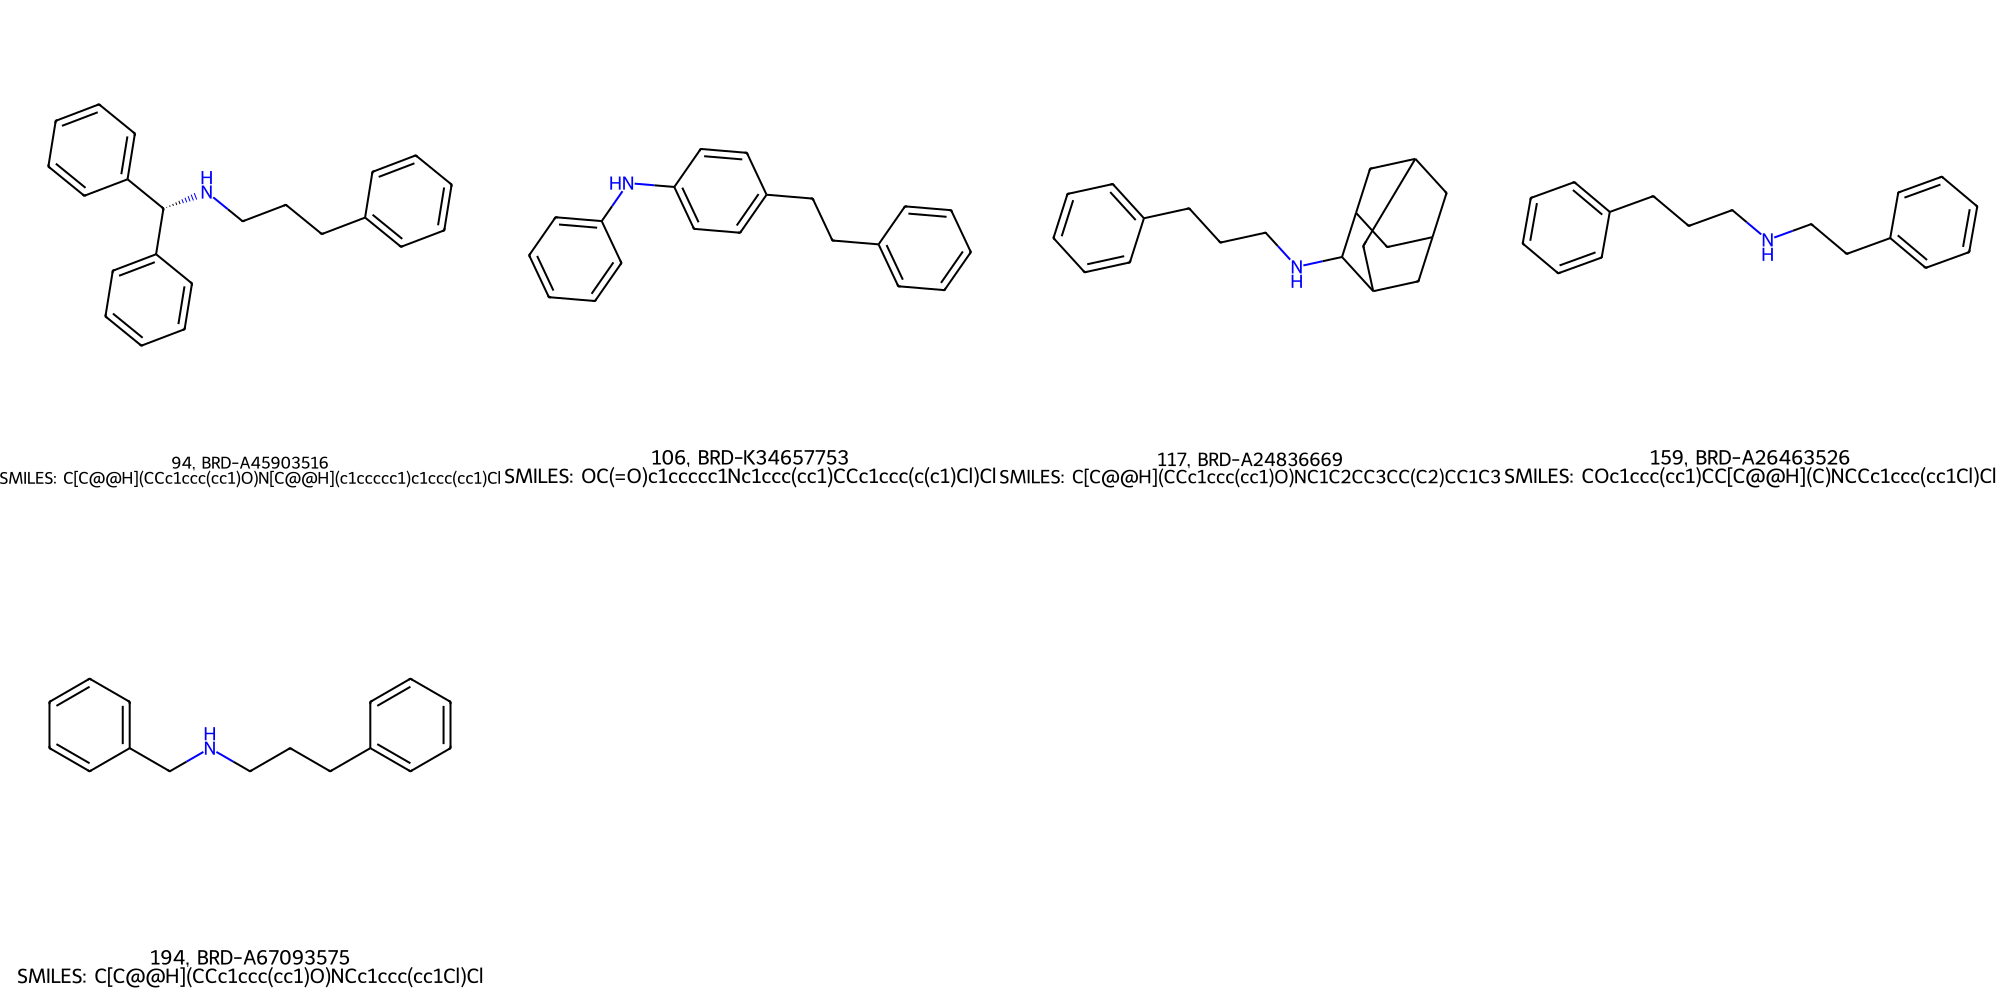 H
N
HN
N
H
N
H
94, BRD-A45903516
SMILES: C[C@@H](CCc1ccc(cc1)O)N[C@@H](c1ccccc1)c1ccc(cc1)Cl
106, BRD-K34657753
SMILES: OC(=O)c1ccccc1Nc1ccc(cc1)CCc1ccc(c(c1)Cl)Cl
117, BRD-A24836669
SMILES: C[C@@H](CCc1ccc(cc1)O)NC1C2CC3CC(C2)CC1C3
159, BRD-A26463526
SMILES: COc1ccc(cc1)CC[C@@H](C)NCCc1ccc(cc1Cl)Cl
H
N
194, BRD-A67093575
SMILES: C[C@@H](CCc1ccc(cc1)O)NCc1ccc(cc1Cl)Cl